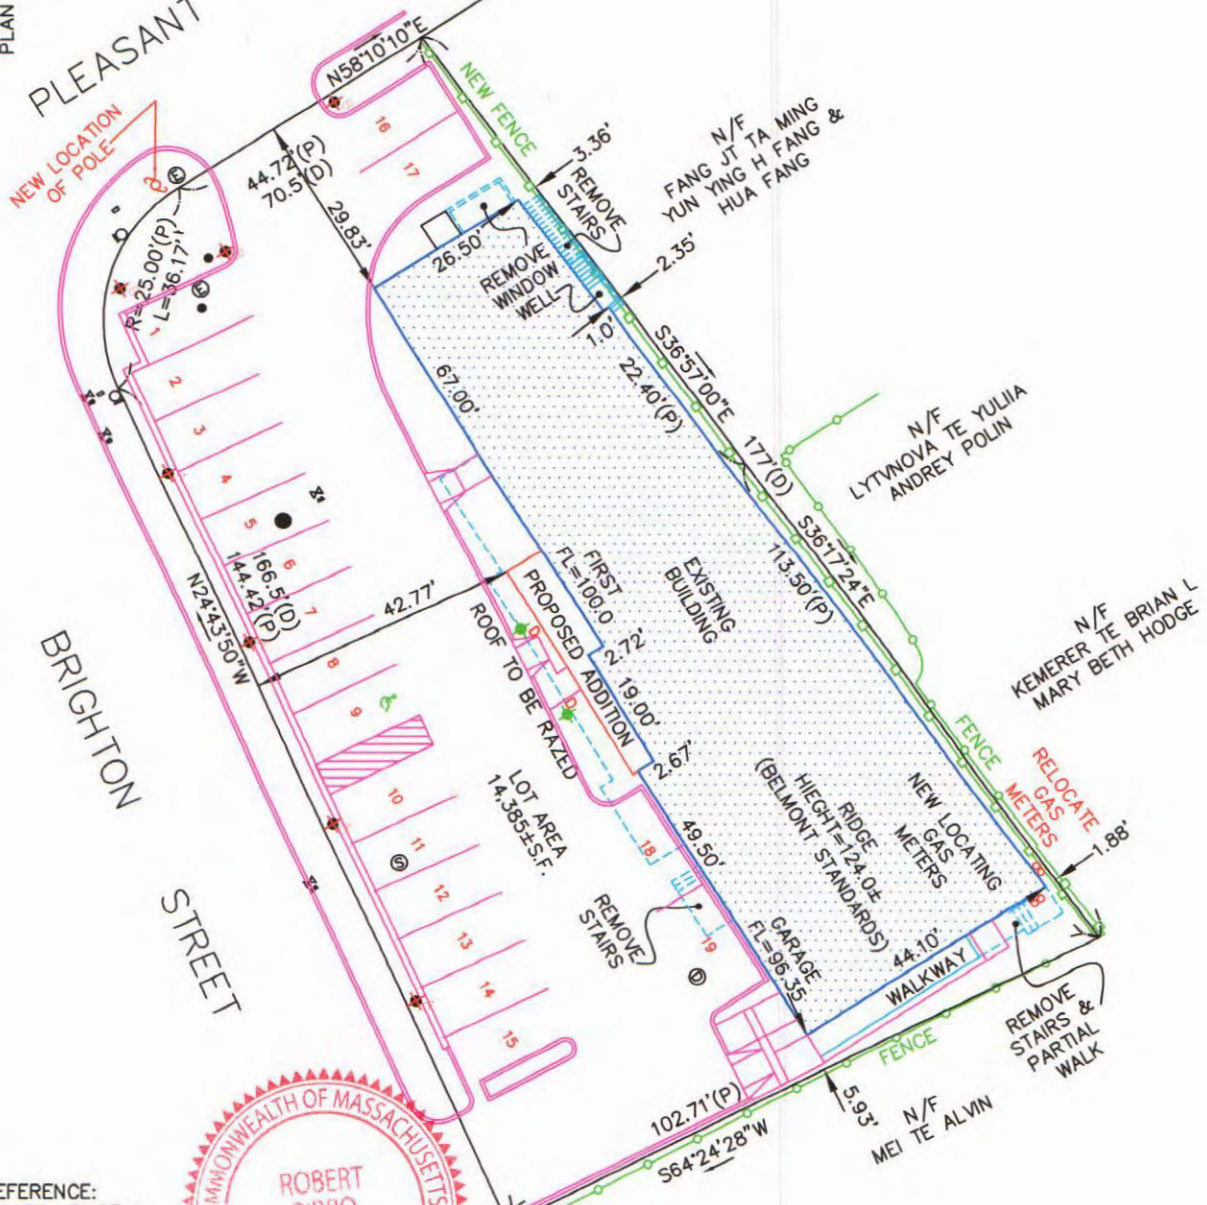 PLAN
PLEASANT
N58°10'10"E
NEW FENCE
NEW LOCATION
OF POLE
16
17
44.72'(P)
70.5'(D)
29.83'
3.36'
REMOVE
STAIRS
N/F
FANG JT TA MING
YUN YING H FANG &
HUA FANG
E
R=25.00'(P)
L=36.17'
E
26.50'
REMOVE
WINDOW
WELL
2.35'
1.0'
S36°57'00"E
22.40'(P)
67.00'
177'(D)
N/F
LYTVNOVA TE YULIIA
ANDREY POLIN
1
2
3
4
5
6
7
8
9
10
11
12
13
14
15
S36°17'24"E
113.50'(P)
FIRST
FL=100.0
EXISTING
BUILDING
166.5'(D)
144.42'(P)
N24°43'50"W
42.77'
PROPOSED ADDITION
ROOF TO BE RAZED
D
D
2.72'
19.00'
2.67'
N/F
KEMERER TE BRIAN L
MARY BETH HODGE
BRIGHTON
STREET
FENCE
RELOCATE
GAS
METERS
LOT AREA
14,385±S.F.
RIDGE
HIEGHT=124.0±
(BELMONT STANDARDS)
NEW LOCATING
GAS
METERS
1.88'
49.50'
18
19
S
D
REMOVE
STAIRS
GARAGE
FL=96.35
44.10'
WALKWAY
REMOVE
STAIRS &
PARTIAL
WALK
FENCE
5.93'
N/F
MEI TE ALVIN
102.71'(P)
S64°24'28"W
MMONWEALTH OF MASSACHUSETTS
ROBERT
EFERENCE: